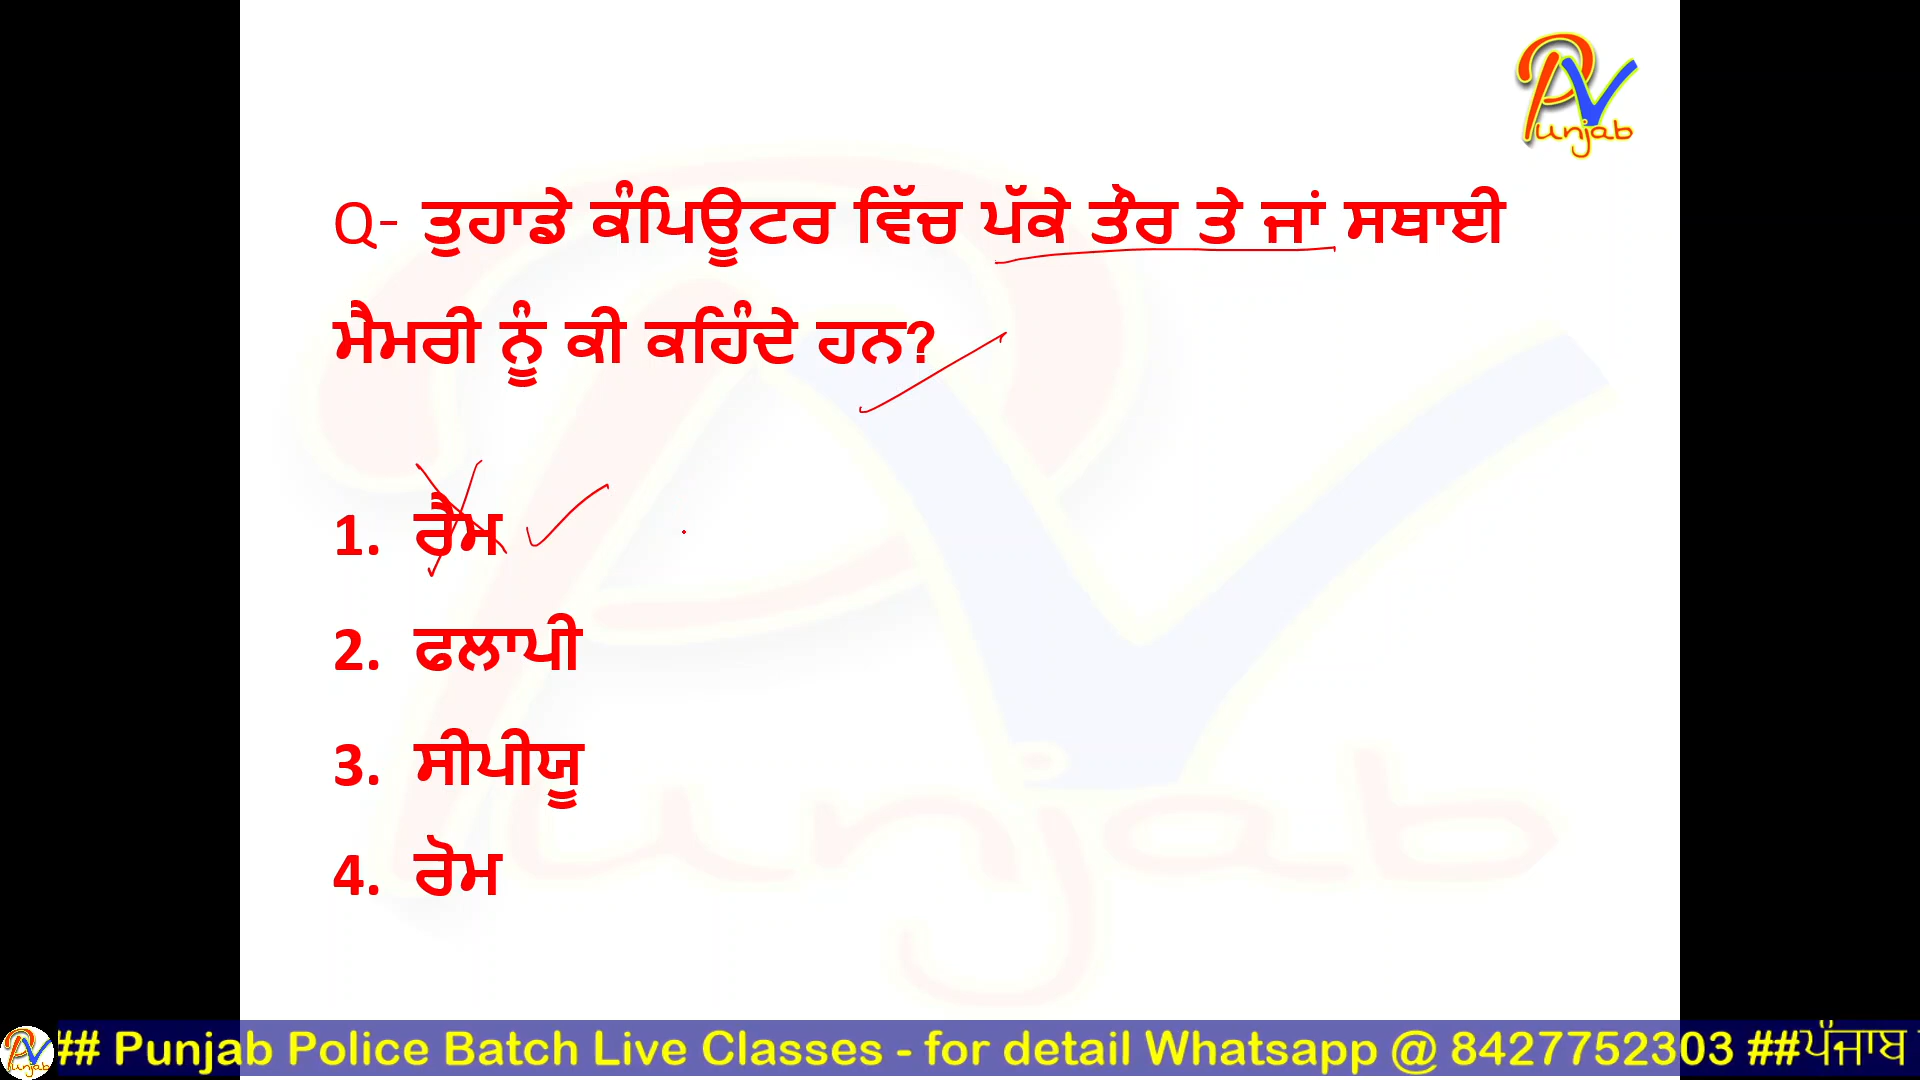 PV
Punjab
Q- ਤੁਹਾਡੇ ਕੰਪਿਊਟਰ ਵਿੱਚ ਪੱਕੇ ਤੌਰ ਤੇ ਜਾਂ ਸਥਾਈ
ਮੈਮਰੀ ਨੂੰ ਕੀ ਕਹਿੰਦੇ ਹਨ?
1. ਰੈਮ
2. ਫਲਾਪੀ
3. ਸੀਪੀਯੂ
4. ਰੋਮ
## Punjab Police Batch Live Classes - for detail Whatsapp @ 8427752303 ##ਪੰਜਾਬ